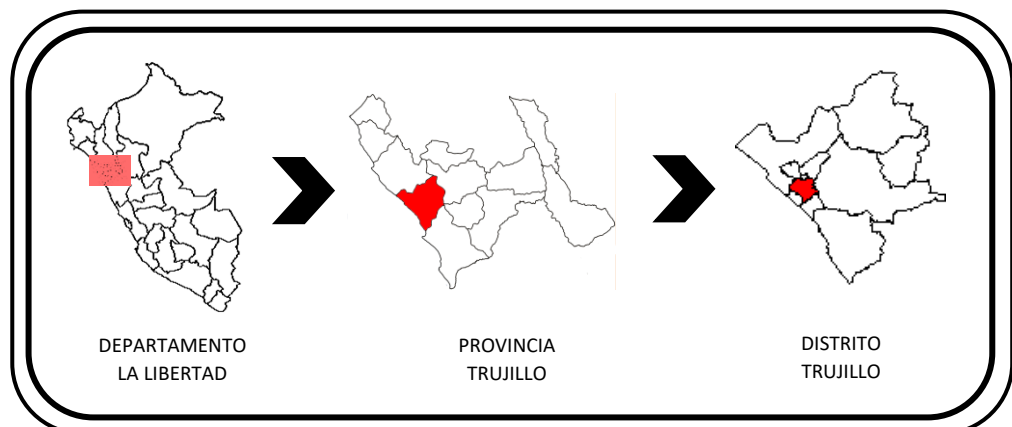 DEPARTAMENTO
LA LIBERTAD
PROVINCIA
TRUJILLO
DISTRITO
TRUJILLO